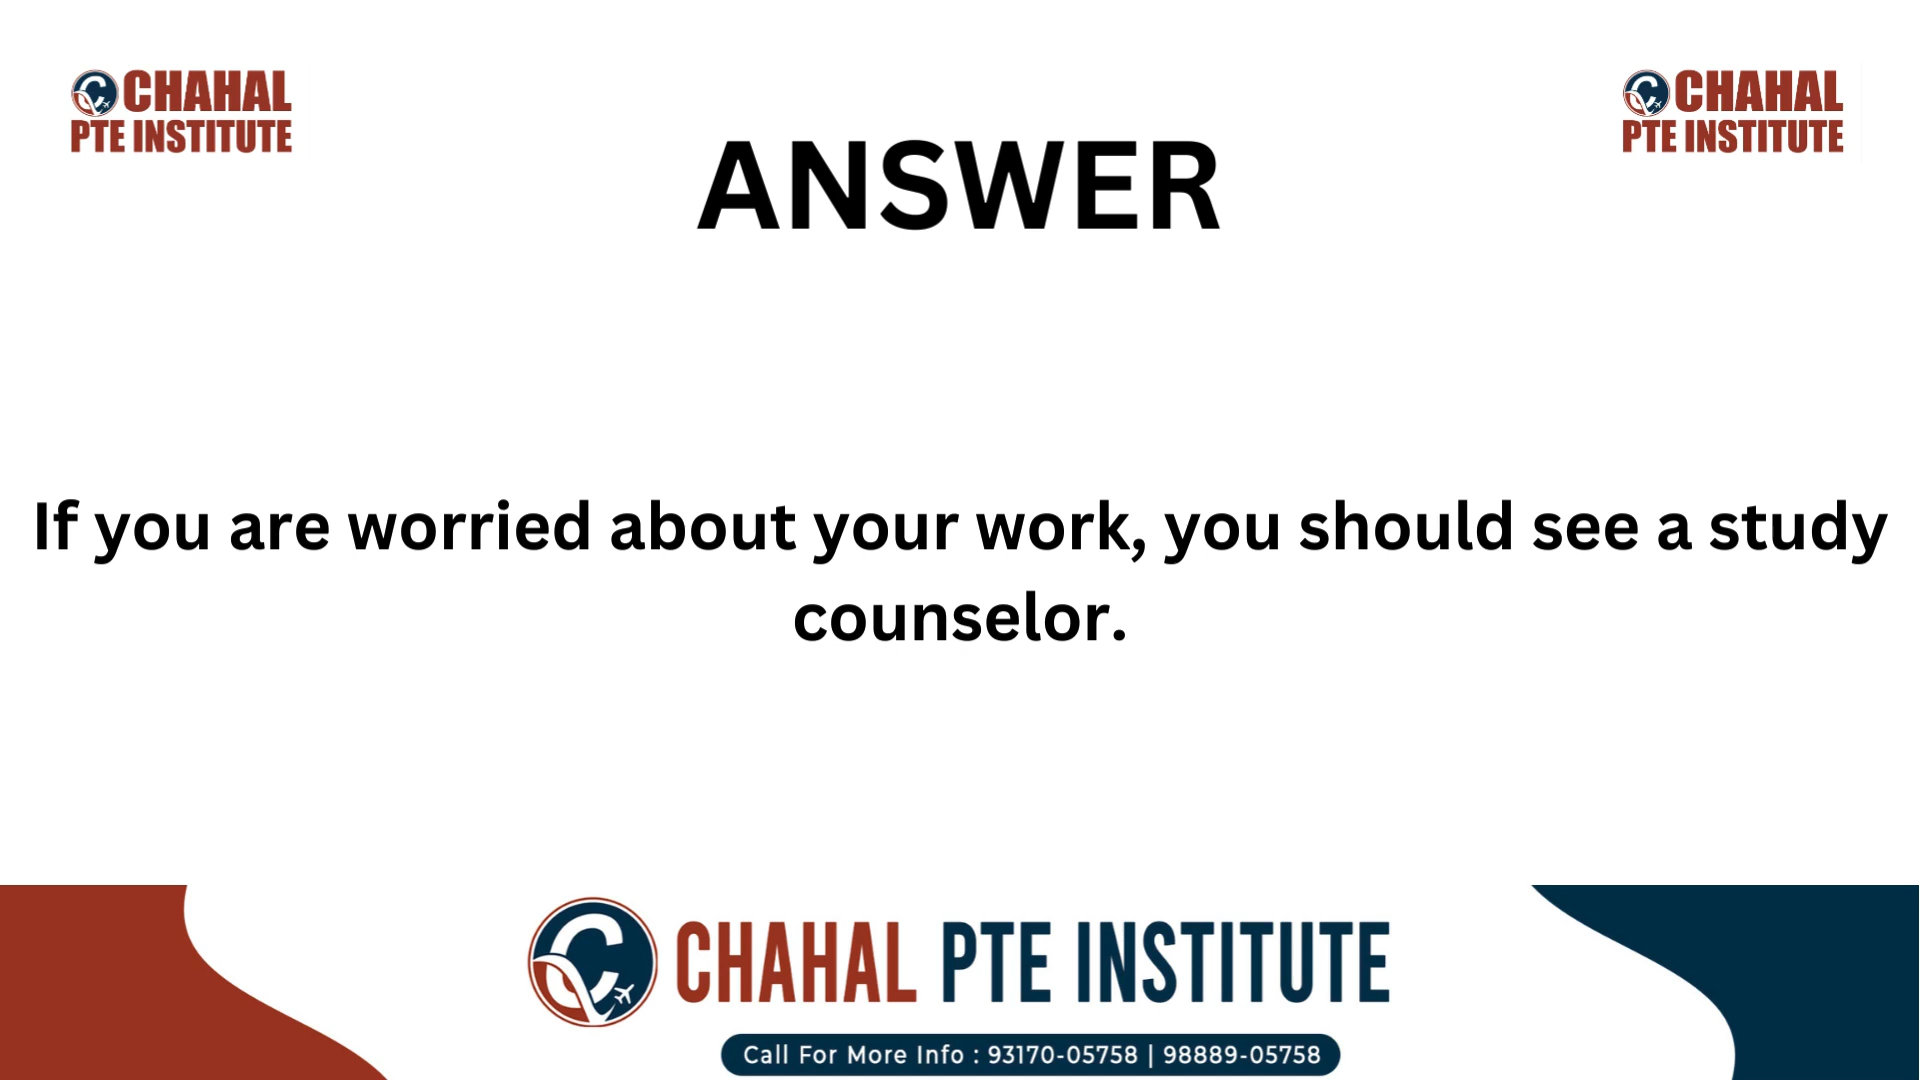 CHAHAL
PTE INSTITUTE
CHAHAL
PTE INSTITUTE
ANSWER
If you are worried about your work, you should see a study
counselor.
CHAHAL PTE INSTITUTE
Call For More Info : 93170-05758 | 98889-05758